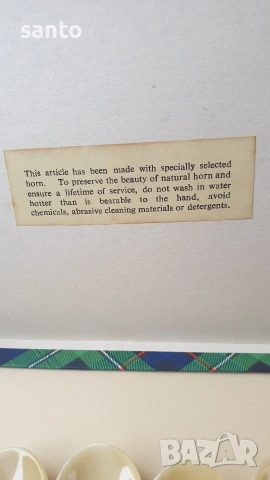 santo
This article has been made with specially selected
horn. To preserve the beauty of natural horn and
ensure a lifetime of service, do not wash in water
hotter than is bearable to the hand, avoid
chemicals, abrasive cleaning materials or detergents.
BAZAR